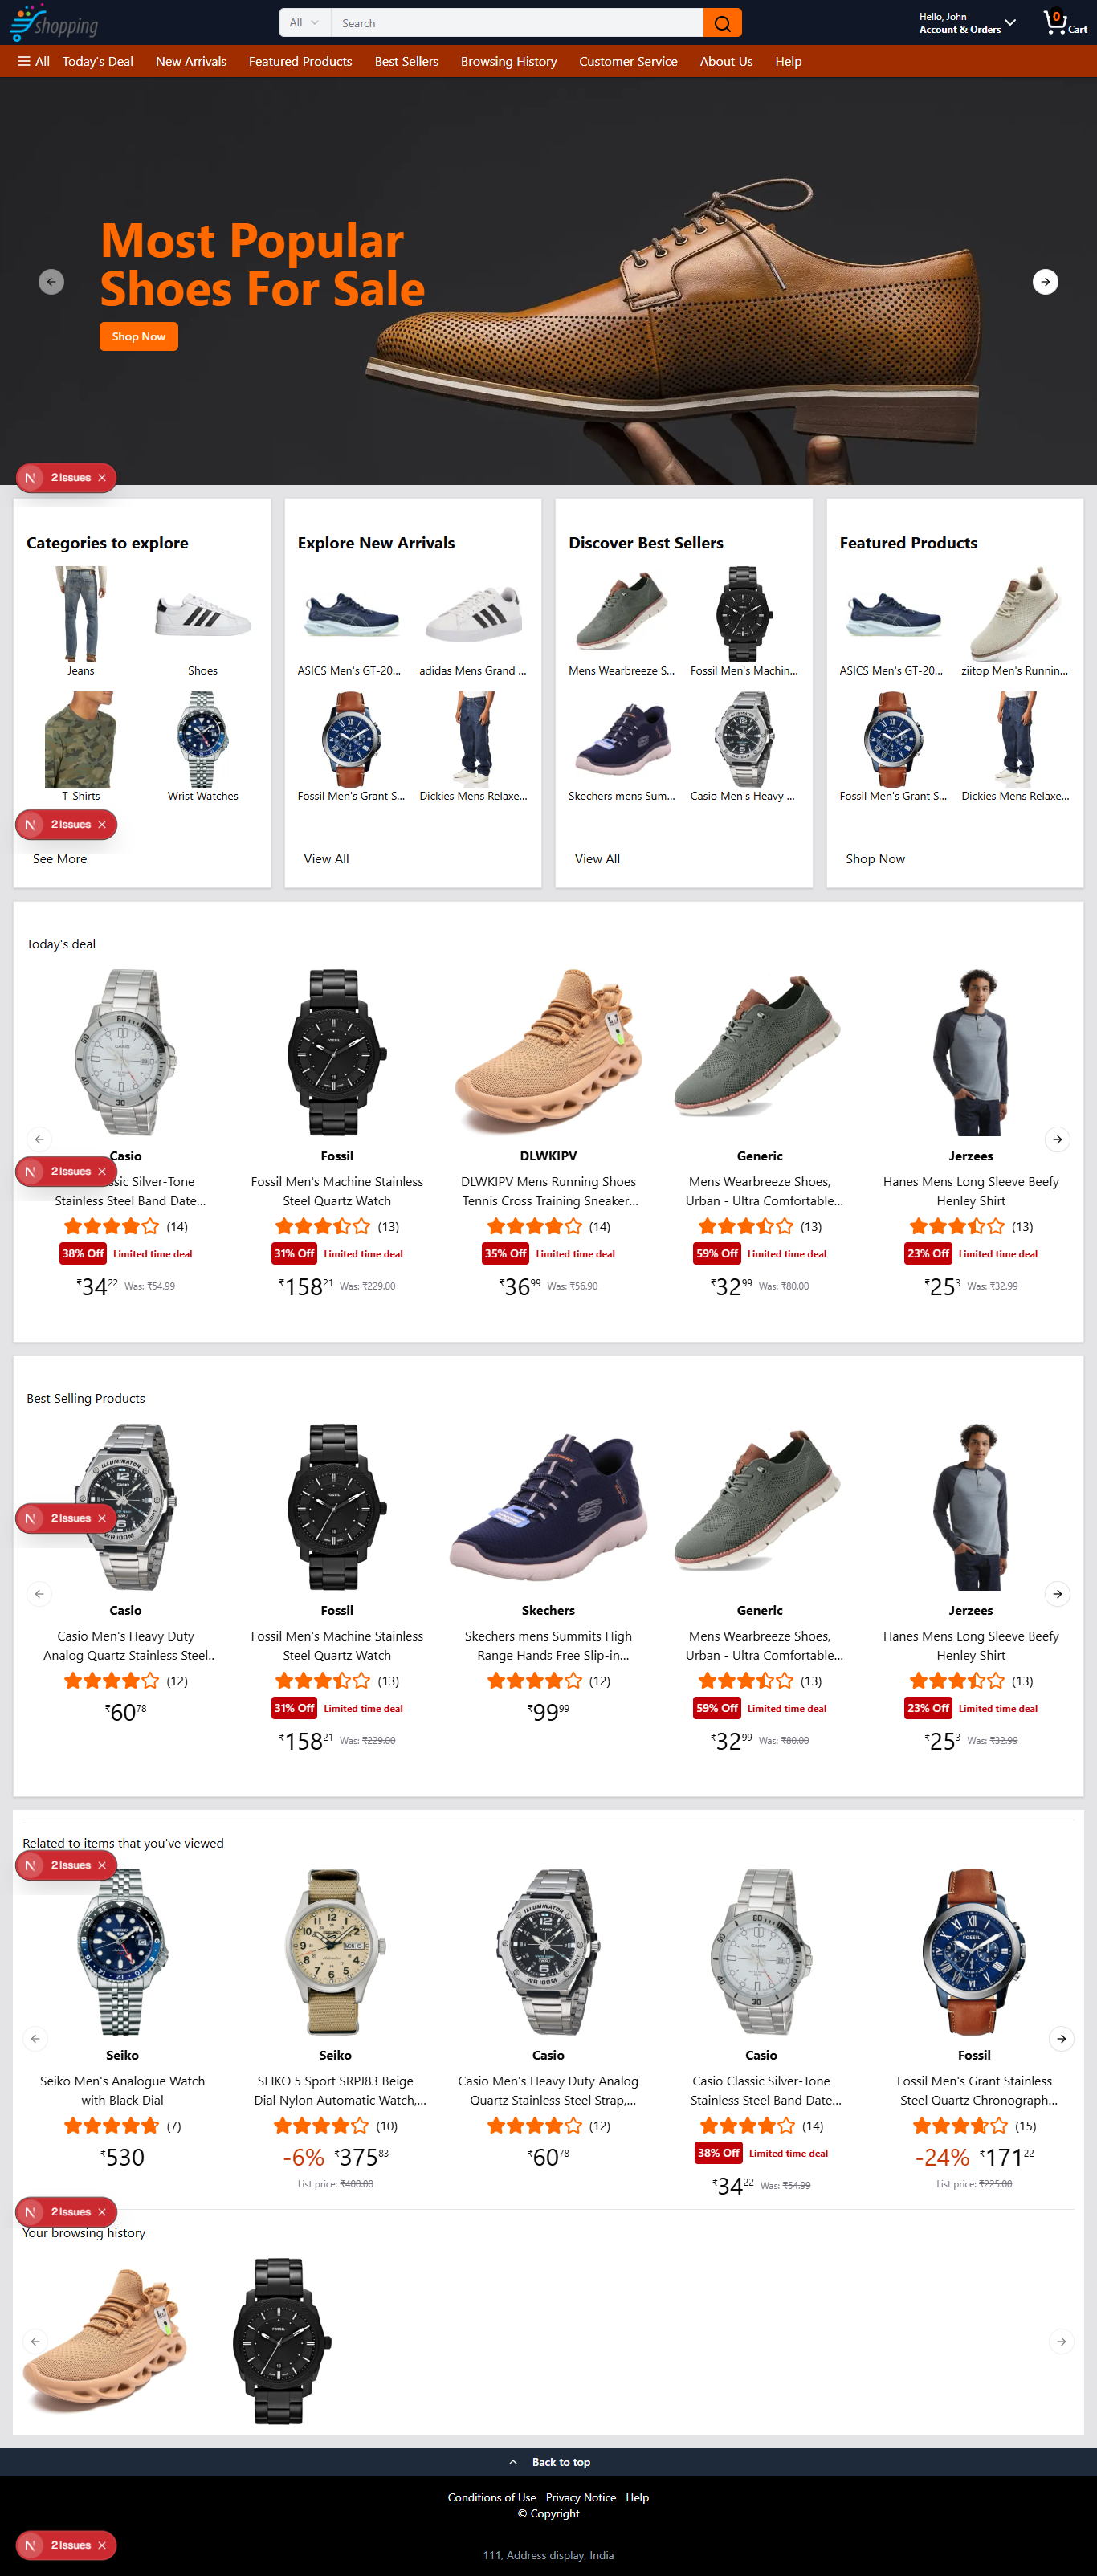 shopping
All
Search
Hello, John
Account & Orders
0
Cart
All
Today's Deal
New Arrivals
Featured Products
Best Sellers
Browsing History
Customer Service
About Us
Help
Most Popular
Shoes For Sale
Shop Now
N 2 Issues
Categories to explore
Jeans
Shoes
T-Shirts
Wrist Watches
N 2 Issues
See More
Explore New Arrivals
ASICS Men's GT-20...
adidas Mens Grand ...
Fossil Men's Grant S...
Dickies Mens Relaxe...
View All
Discover Best Sellers
Mens Wearbreeze S...
Fossil Men's Machin...
Skechers mens Sum...
Casio Men's Heavy ...
View All
Featured Products
ASICS Men's GT-20...
ziitop Men's Runnin...
Fossil Men's Grant S...
Dickies Mens Relaxe...
Shop Now
Today's deal
Casio
N 2 Issues
ssic Silver-Tone
Stainless Steel Band Date...
(14)
38% Off Limited time deal
₹34 22 Was: ₹54.99
Fossil
Fossil Men's Machine Stainless
Steel Quartz Watch
(13)
31% Off Limited time deal
₹158 21 Was: ₹229.00
DLWKIPV
DLWKIPV Mens Running Shoes
Tennis Cross Training Sneaker...
(14)
35% Off Limited time deal
₹36 99 Was: ₹56.90
Generic
Mens Wearbreeze Shoes,
Urban - Ultra Comfortable...
(13)
59% Off Limited time deal
₹32 99 Was: ₹80.00
Jerzees
Hanes Mens Long Sleeve Beefy
Henley Shirt
(13)
23% Off Limited time deal
₹25 3 Was: ₹32.99
Best Selling Products
N 2 Issues
Casio
Casio Men's Heavy Duty
Analog Quartz Stainless Steel..
(12)
₹60 78
Fossil
Fossil Men's Machine Stainless
Steel Quartz Watch
(13)
31% Off Limited time deal
₹158 21 Was: ₹229.00
Skechers
Skechers mens Summits High
Range Hands Free Slip-in...
(12)
₹99 99
Generic
Mens Wearbreeze Shoes,
Urban - Ultra Comfortable...
(13)
59% Off Limited time deal
₹32 99 Was: ₹80.00
Jerzees
Hanes Mens Long Sleeve Beefy
Henley Shirt
(13)
23% Off Limited time deal
₹25 3 Was: ₹32.99
Related to items that you've viewed
N 2 Issues
Seiko
Seiko Men's Analogue Watch
with Black Dial
(7)
₹530
Seiko
SEIKO 5 Sport SRPJ83 Beige
Dial Nylon Automatic Watch,...
(10)
-6% ₹375 83
List price: ₹400.00
Casio
Casio Men's Heavy Duty Analog
Quartz Stainless Steel Strap,...
(12)
₹60 78
Casio
Casio Classic Silver-Tone
Stainless Steel Band Date...
(14)
38% Off Limited time deal
₹34 22 Was: ₹54.99
Fossil
Fossil Men's Grant Stainless
Steel Quartz Chronograph...
(15)
-24% ₹171 22
List price: ₹225.00
N 2 Issues
Your browsing history
Back to top
Conditions of Use Privacy Notice Help
© Copyright
111, Address display, India
N 2 Issues